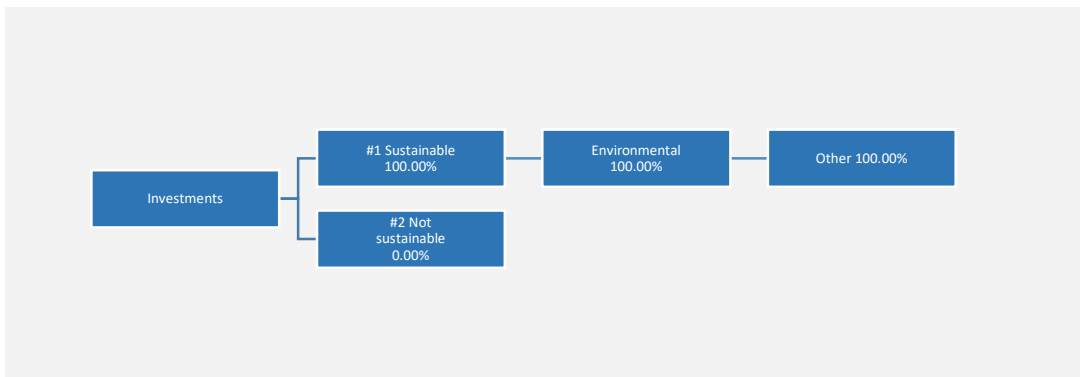 #1 Sustainable
100.00%
Environmental
100.00%
Other 100.00%
Investments
#2 Not
sustainable
0.00%